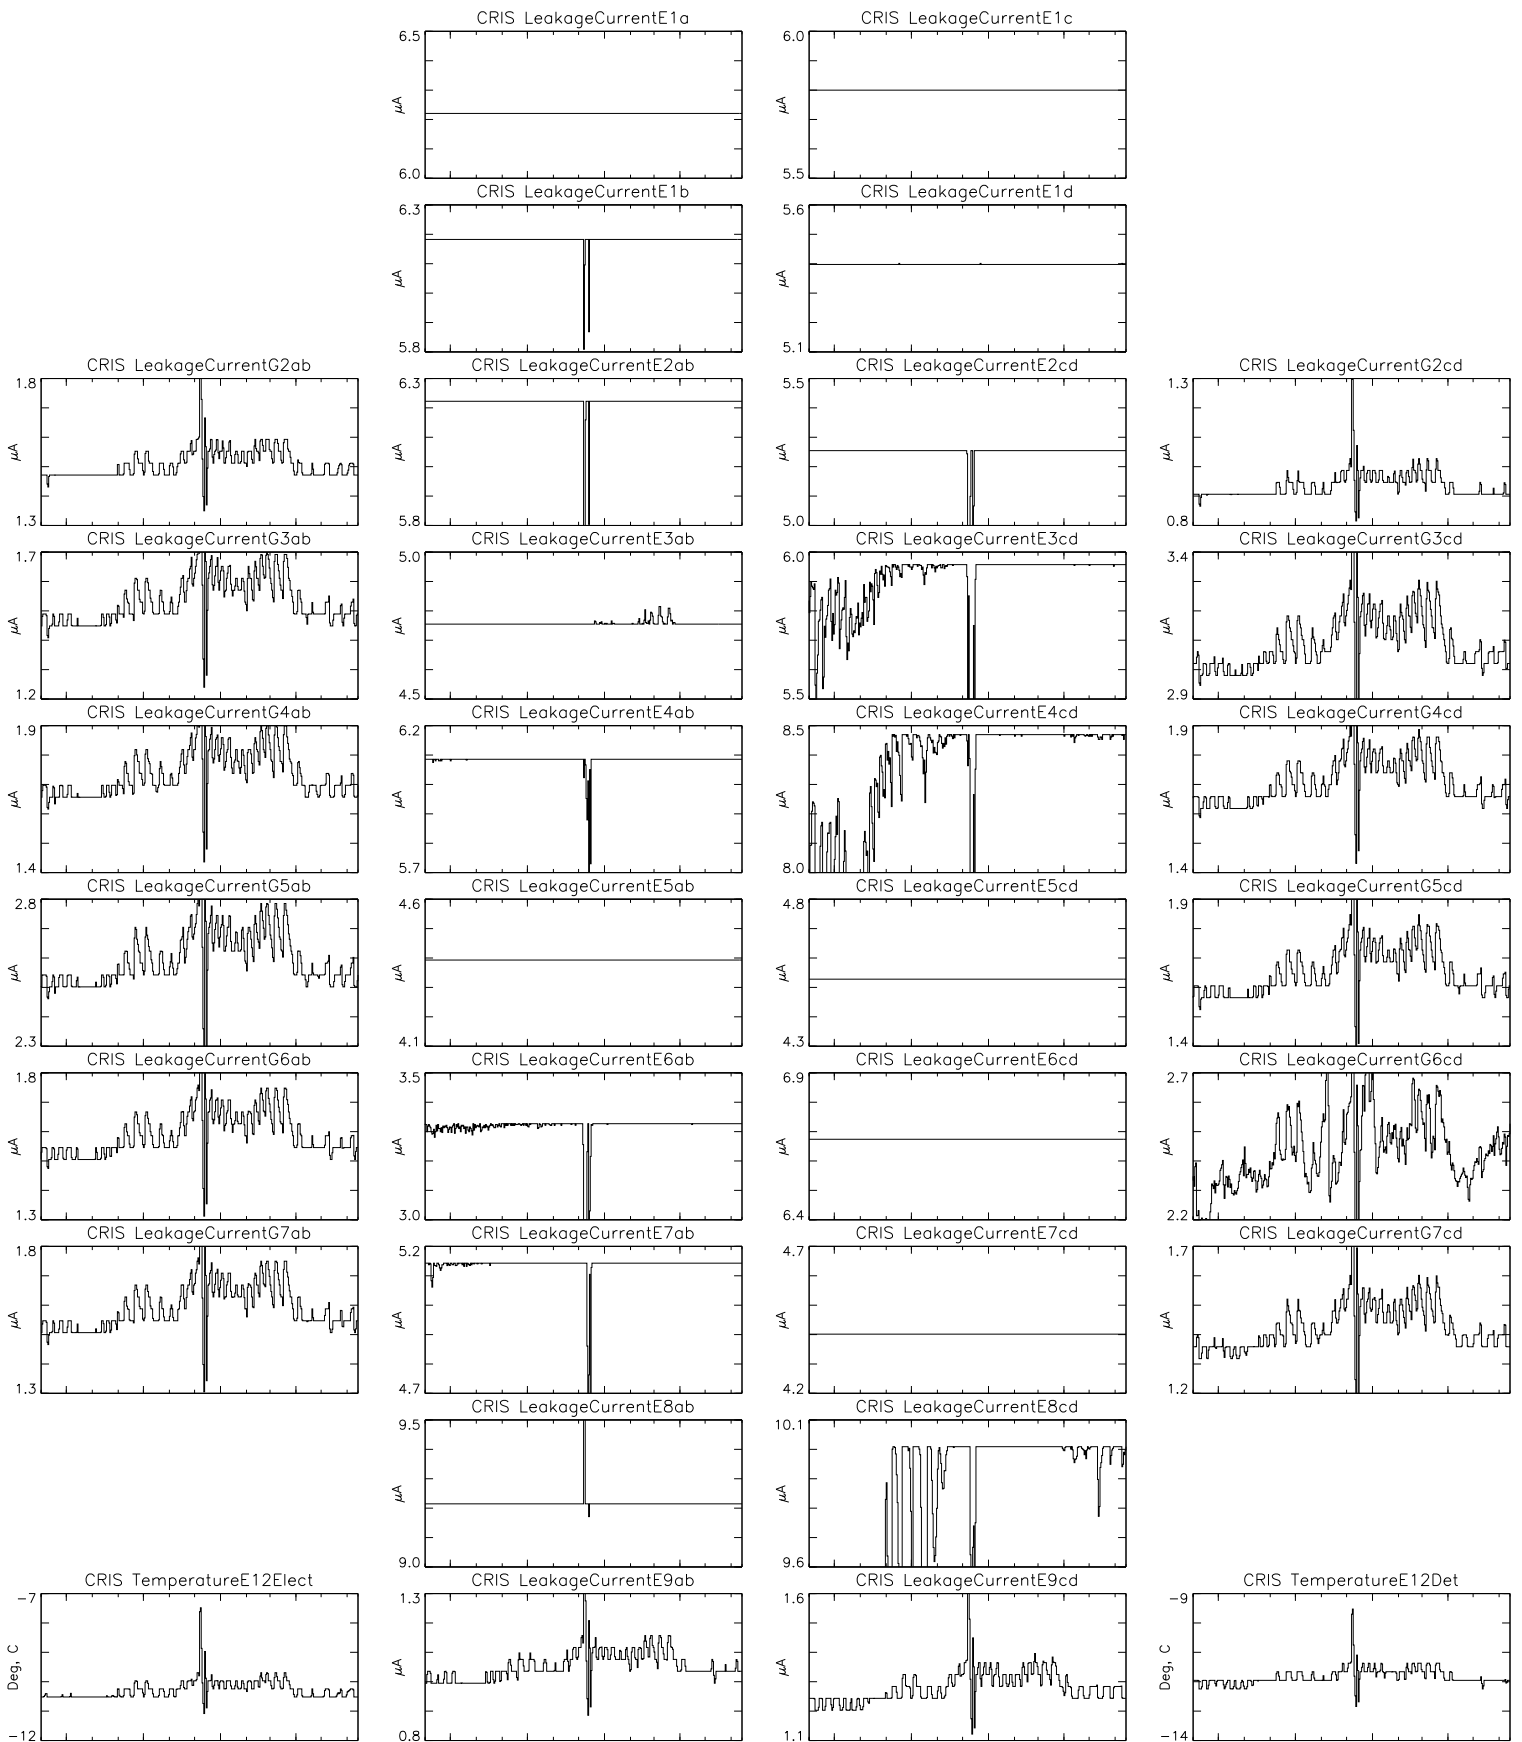 CRIS LeakageCurrentE1a CRIS LeakageCurrentE1c
6.5 6.0
μA μA
6.0 5.5
CRIS LeakageCurrentE1b CRIS LeakageCurrentE1d
6.3 5.6
μA μA
5.8 5.1
CRIS LeakageCurrentG2ab CRIS LeakageCurrentE2ab CRIS LeakageCurrentE2cd CRIS LeakageCurrentG2cd
1.8 6.3 5.5 1.3
μA μA μA μA
1.3 5.8 5.0 0.8
CRIS LeakageCurrentG3ab CRIS LeakageCurrentE3ab CRIS LeakageCurrentE3cd CRIS LeakageCurrentG3cd
1.7 5.0 6.0 3.4
μA μA μA μA
1.2 4.5 5.5 2.9
CRIS LeakageCurrentG4ab CRIS LeakageCurrentE4ab CRIS LeakageCurrentE4cd CRIS LeakageCurrentG4cd
1.9 6.2 8.5 1.9
μA μA μA μA
1.4 5.7 8.0 1.4
CRIS LeakageCurrentG5ab CRIS LeakageCurrentE5ab CRIS LeakageCurrentE5cd CRIS LeakageCurrentG5cd
2.8 4.6 4.8 1.9
μA μA μA μA
2.3 4.1 4.3 1.4
CRIS LeakageCurrentG6ab CRIS LeakageCurrentE6ab CRIS LeakageCurrentE6cd CRIS LeakageCurrentG6cd
1.8 3.5 6.9 2.7
μA μA μA μA
1.3 3.0 6.4 2.2
CRIS LeakageCurrentG7ab CRIS LeakageCurrentE7ab CRIS LeakageCurrentE7cd CRIS LeakageCurrentG7cd
1.8 5.2 4.7 1.7
μA μA μA μA
1.3 4.7 4.2 1.2
CRIS LeakageCurrentE8ab CRIS LeakageCurrentE8cd
9.5 10.1
μA μA
9.0 9.6
CRIS TemperatureE12Elect CRIS LeakageCurrentE9ab CRIS LeakageCurrentE9cd CRIS TemperatureE12Det
-7 1.3 1.6 -9
Deg, C μA μA Deg, C
-12 0.8 1.1 -14